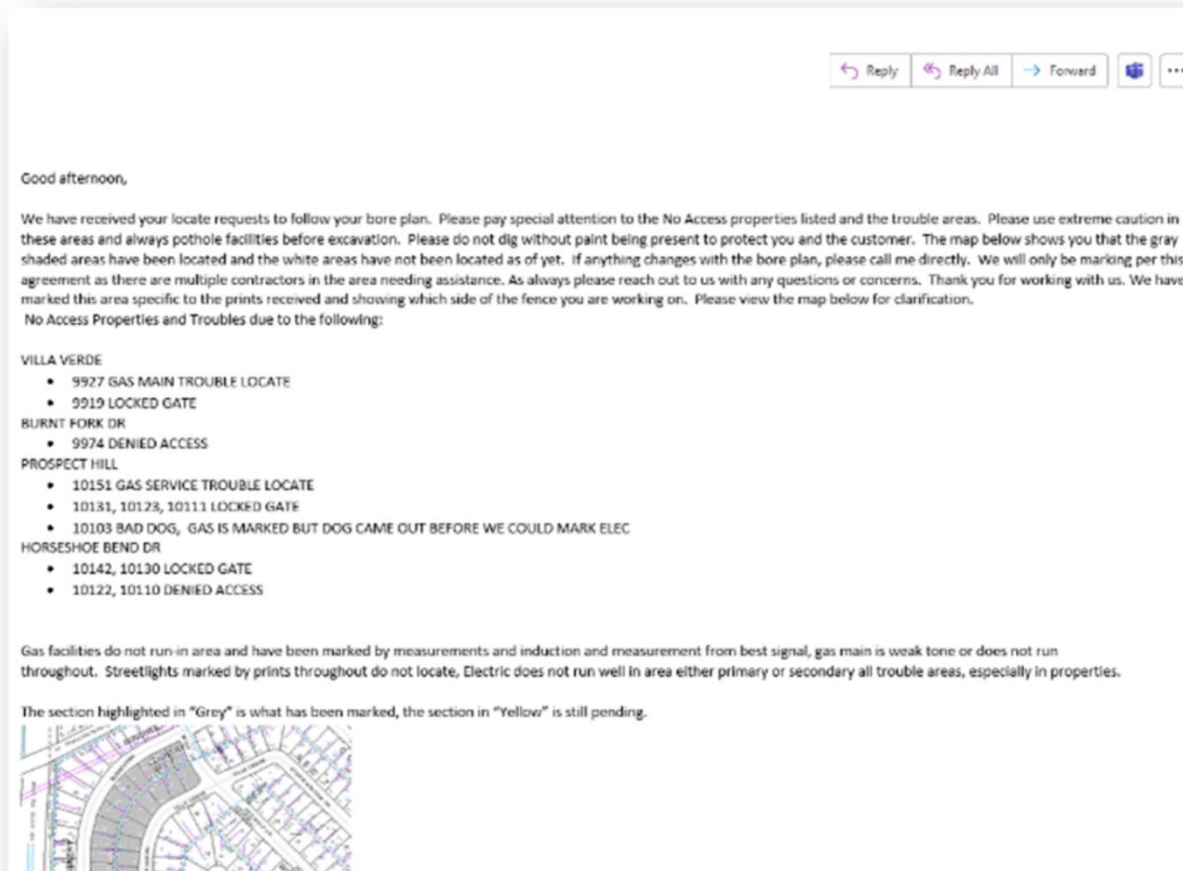 Reply Reply All Forward
Good afternoon,
We have received your locate requests to follow your bore plan. Please pay special attention to the No Access properties listed and the trouble areas. Please use extreme caution in
these areas and always pothole facilities before excavation. Please do not dig without paint being present to protect you and the customer. The map below shows you that the gray
shaded areas have been located and the white areas have not been located as of yet. If anything changes with the bore plan, please call me directly. We will only be marking per this
agreement as there are multiple contractors in the area needing assistance. As always please reach out to us with any questions or concerns. Thank you for working with us. We have
marked this area specific to the prints received and showing which side of the fence you are working on. Please view the map below for clarification.
No Access Properties and Troubles due to the following:
VILLA VERDE
• 9927 GAS MAIN TROUBLE LOCATE
• 9919 LOCKED GATE
BURNT FORK DR
• 9974 DENIED ACCESS
PROSPECT HILL
• 10151 GAS SERVICE TROUBLE LOCATE
• 10131, 10123, 10111 LOCKED GATE
• 10103 BAD DOG, GAS IS MARKED BUT DOG CAME OUT BEFORE WE COULD MARK ELEC
HORSESHOE BEND DR
• 10142, 10130 LOCKED GATE
• 10122, 10110 DENIED ACCESS
Gas facilities do not run-in area and have been marked by measurements and induction and measurement from best signal, gas main is weak tone or does not run
throughout. Streetlights marked by prints throughout do not locate, Electric does not run well in area either primary or secondary all trouble areas, especially in properties.
The section highlighted in "Grey" is what has been marked, the section in "Yellow" is still pending.